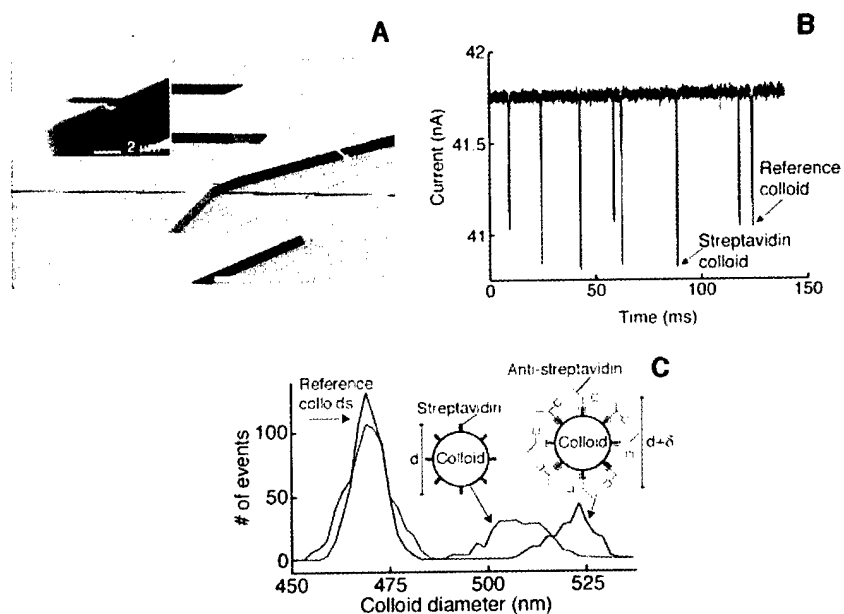 A
2
B
42
41.5
41
Current (nA)
Reference
colloid
Streptavidin
colloid
0
50
100
150
Time (ms)
C
Reference
colloids
Streptavidin
Anti-streptavidin
d
Colloid
Colloid
d+δ
100
50
0
# of events
450
475
500
525
Colloid diameter (nm)